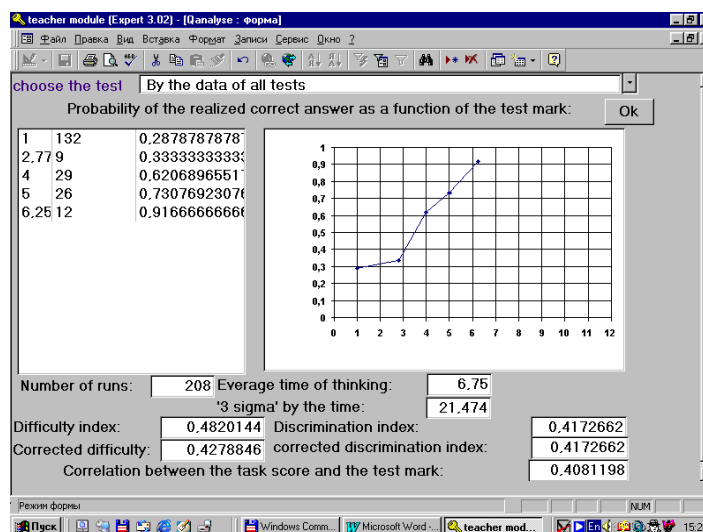 teacher module (Expert 3.02) - [Qanalyse : форма]
Файл Правка Вид Вставка Формат Записи Сервис Окно ?
choose the test By the data of all tests
Probability of the realized correct answer as a function of the test mark: Ok
1 132 0,2878787878
2,77 9 0,3333333333
4 29 0,620689655
5 26 0,7307692307
6,25 12 0,9166666666
1
0,9
0,8
0,7
0,6
0,5
0,4
0,3
0,2
0,1
0
0 1 2 3 4 5 6 7 8 9 10 11 12
Number of runs: 208 Everage time of thinking: 6,75
'3 sigma' by the time: 21,474
Difficulty index: 0,4820144 Discrimination index: 0,4172662
Corrected difficulty: 0,4278846 corrected discrimination index: 0,4172662
Correlation between the task score and the test mark: 0,4081198
Режим формы NUM
Пуск Windows Comm... Microsoft Word -... teacher mod... En 15:2